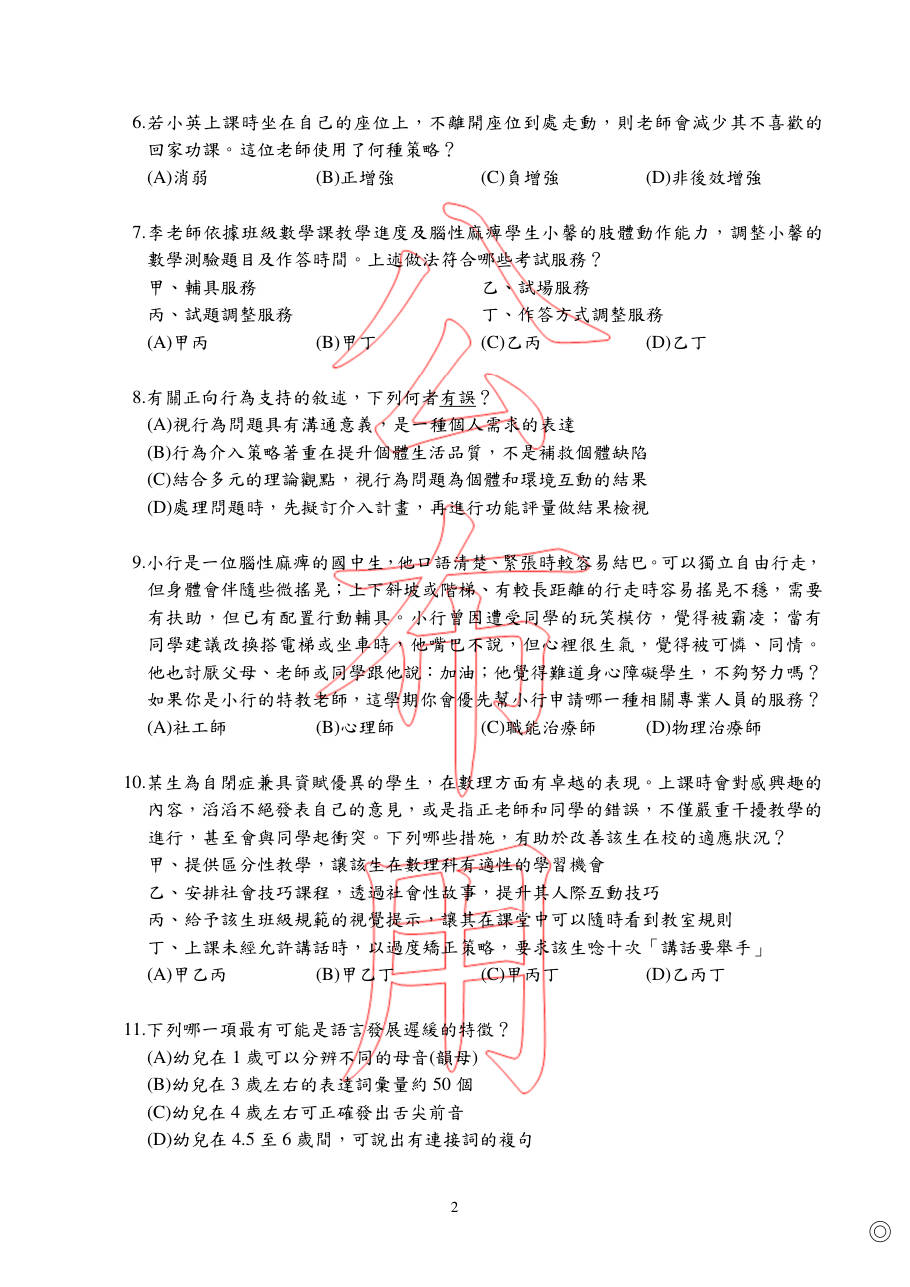 6.若小英上課時坐在自己的座位上，不離開座位到處走動，則老師會減少其不喜歡的
回家功課。這位老師使用了何種策略？
(A)消弱 (B)正增強 (C)負增強 (D)非後效增強
7.李老師依據班級數學課教學進度及腦性麻痺學生小馨的肢體動作能力，調整小馨的
數學測驗題目及作答時間。上述做法符合哪些考試服務？
甲、輔具服務 乙、試場服務
丙、試題調整服務 丁、作答方式調整服務
(A)甲丙 (B)甲丁 (C)乙丙 (D)乙丁
8.有關正向行為支持的敘述，下列何者有誤？
(A)視行為問題具有溝通意義，是一種個人需求的表達
(B)行為介入策略著重在提升個體生活品質，不是補救個體缺陷
(C)結合多元的理論觀點，視行為問題為個體和環境互動的結果
(D)處理問題時，先擬訂介入計畫，再進行功能評量做結果檢視
9.小行是一位腦性麻痺的國中生，他口語清楚、緊張時較容易結巴。可以獨立自由行走，
但身體會伴隨些微搖晃；上下斜坡或階梯、有較長距離的行走時容易搖晃不穩，需要
有扶助，但已有配置行動輔具。小行曾因遭受同學的玩笑模仿，覺得被霸凌；當有
同學建議改換搭電梯或坐車時，他嘴巴不說，但心裡很生氣，覺得被可憐、同情。
他也討厭父母、老師或同學跟他說：加油；他覺得難道身心障礙學生，不夠努力嗎？
如果你是小行的特教老師，這學期你會優先幫小行申請哪一種相關專業人員的服務？
(A)社工師 (B)心理師 (C)職能治療師 (D)物理治療師
10.某生為自閉症兼具資賦優異的學生，在數理方面有卓越的表現。上課時會對感興趣的
內容，滔滔不絕發表自己的意見，或是指正老師和同學的錯誤，不僅嚴重干擾教學的
進行，甚至會與同學起衝突。下列哪些措施，有助於改善該生在校的適應狀況？
甲、提供區分性教學，讓該生在數理科有適性的學習機會
乙、安排社會技巧課程，透過社會性故事，提升其人際互動技巧
丙、給予該生班級規範的視覺提示，讓其在課堂中可以隨時看到教室規則
丁、上課未經允許講話時，以過度矯正策略，要求該生唸十次「講話要舉手」
(A)甲乙丙 (B)甲乙丁 (C)甲丙丁 (D)乙丙丁
11.下列哪一項最有可能是語言發展遲緩的特徵？
(A)幼兒在 1 歲可以分辨不同的母音(韻母)
(B)幼兒在 3 歲左右的表達詞彙量約 50 個
(C)幼兒在 4 歲左右可正確發出舌尖前音
(D)幼兒在 4.5 至 6 歲間，可說出有連接詞的複句
公布用
2